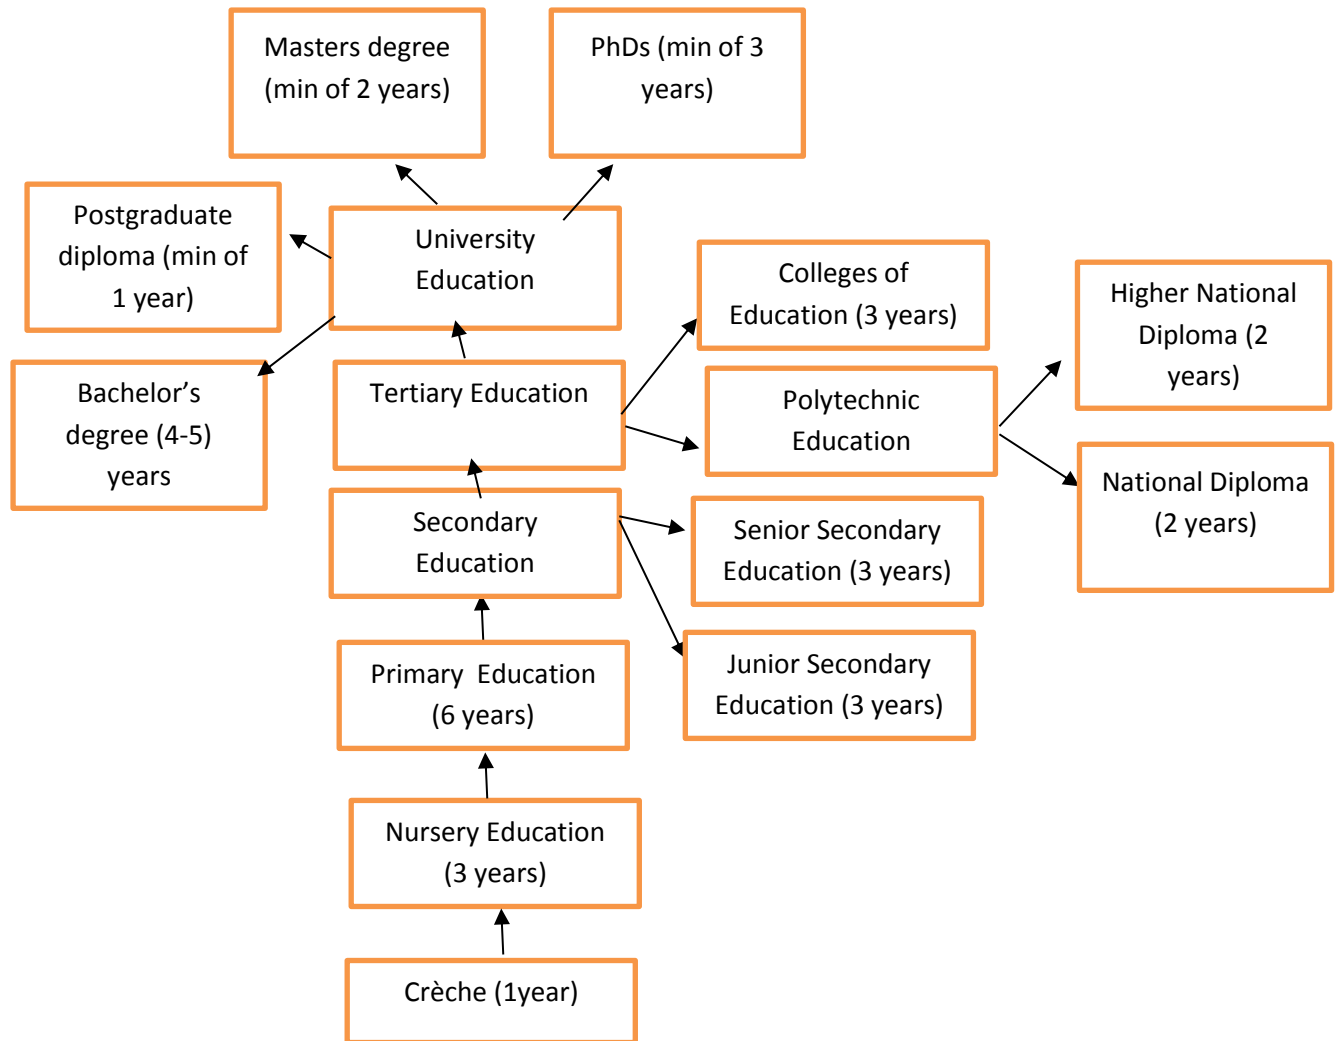 Masters degree
(min of 2 years)
PhDs (min of 3
years)
Postgraduate
diploma (min of
1 year)
University
Education
Colleges of
Education (3 years)
Higher National
Diploma (2
years)
Bachelor’s
degree (4-5)
years
Tertiary Education
Polytechnic
Education
National Diploma
(2 years)
Secondary
Education
Senior Secondary
Education (3 years)
Primary  Education
(6 years)
Junior Secondary
Education (3 years)
Nursery Education
(3 years)
Crèche (1year)